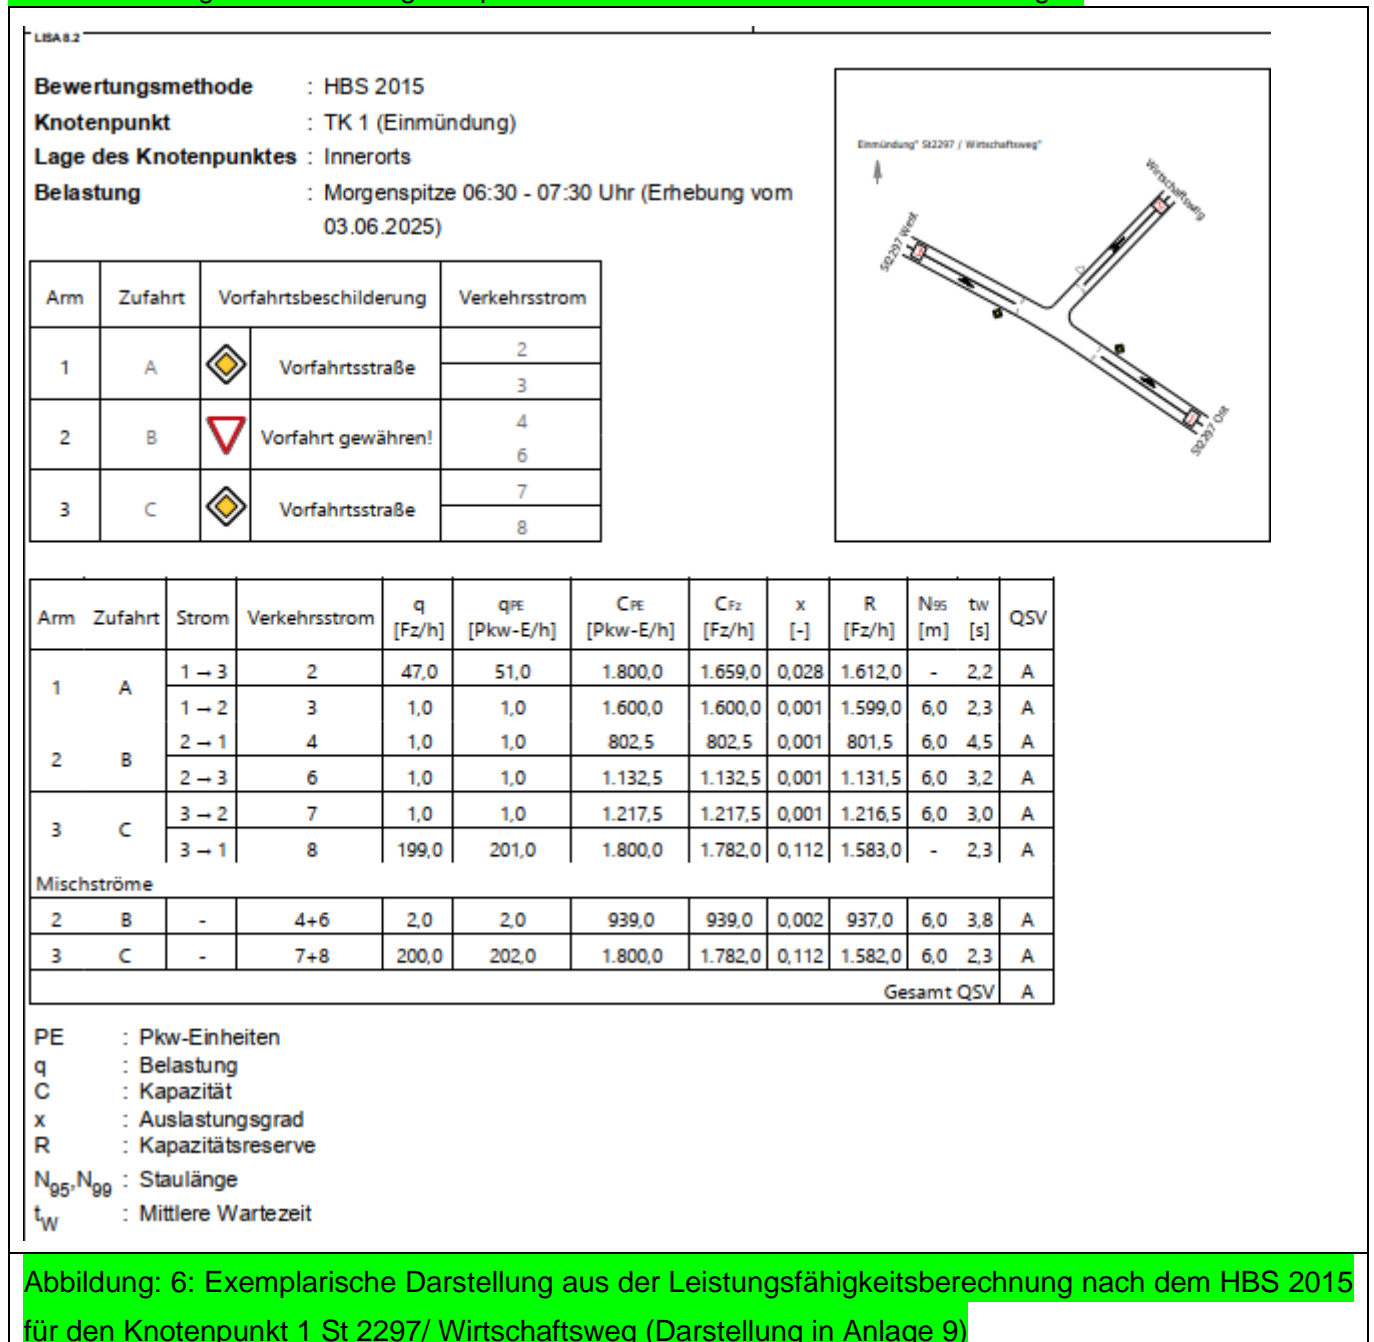 LISA 8.2
Bewertungsmethode : HBS 2015
Knotenpunkt : TK 1 (Einmündung)
Lage des Knotenpunktes : Innerorts
Belastung : Morgenspitze 06:30 - 07:30 Uhr (Erhebung vom
03.06.2025)
Einmündung" St2297 / Wirtschaftsweg"
Wirtschaftsweg
St2297 West
St2297 Ost
Arm Zufahrt Vorfahrtsbeschilderung Verkehrsstrom
1 A Vorfahrtsstraße 2
3
2 B Vorfahrt gewähren! 4
6
3 C Vorfahrtsstraße 7
8
Arm Zufahrt Strom Verkehrsstrom q [Fz/h] qPE [Pkw-E/h] CPE [Pkw-E/h] CFz [Fz/h] x [-] R [Fz/h] N95 [m] tw [s] QSV
1 A 1 → 3 2 47,0 51,0 1.800,0 1.659,0 0,028 1.612,0 - 2,2 A
1 → 2 3 1,0 1,0 1.600,0 1.600,0 0,001 1.599,0 6,0 2,3 A
2 B 2 → 1 4 1,0 1,0 802,5 802,5 0,001 801,5 6,0 4,5 A
2 → 3 6 1,0 1,0 1.132,5 1.132,5 0,001 1.131,5 6,0 3,2 A
3 C 3 → 2 7 1,0 1,0 1.217,5 1.217,5 0,001 1.216,5 6,0 3,0 A
3 → 1 8 199,0 201,0 1.800,0 1.782,0 0,112 1.583,0 - 2,3 A
Mischströme
2 B - 4+6 2,0 2,0 939,0 939,0 0,002 937,0 6,0 3,8 A
3 C - 7+8 200,0 202,0 1.800,0 1.782,0 0,112 1.582,0 6,0 2,3 A
Gesamt QSV A
PE : Pkw-Einheiten
q : Belastung
C : Kapazität
x : Auslastungsgrad
R : Kapazitätsreserve
N95,N99 : Staulänge
tW : Mittlere Wartezeit
Abbildung: 6: Exemplarische Darstellung aus der Leistungsfähigkeitsberechnung nach dem HBS 2015
für den Knotenpunkt 1 St 2297/ Wirtschaftsweg (Darstellung in Anlage 9)